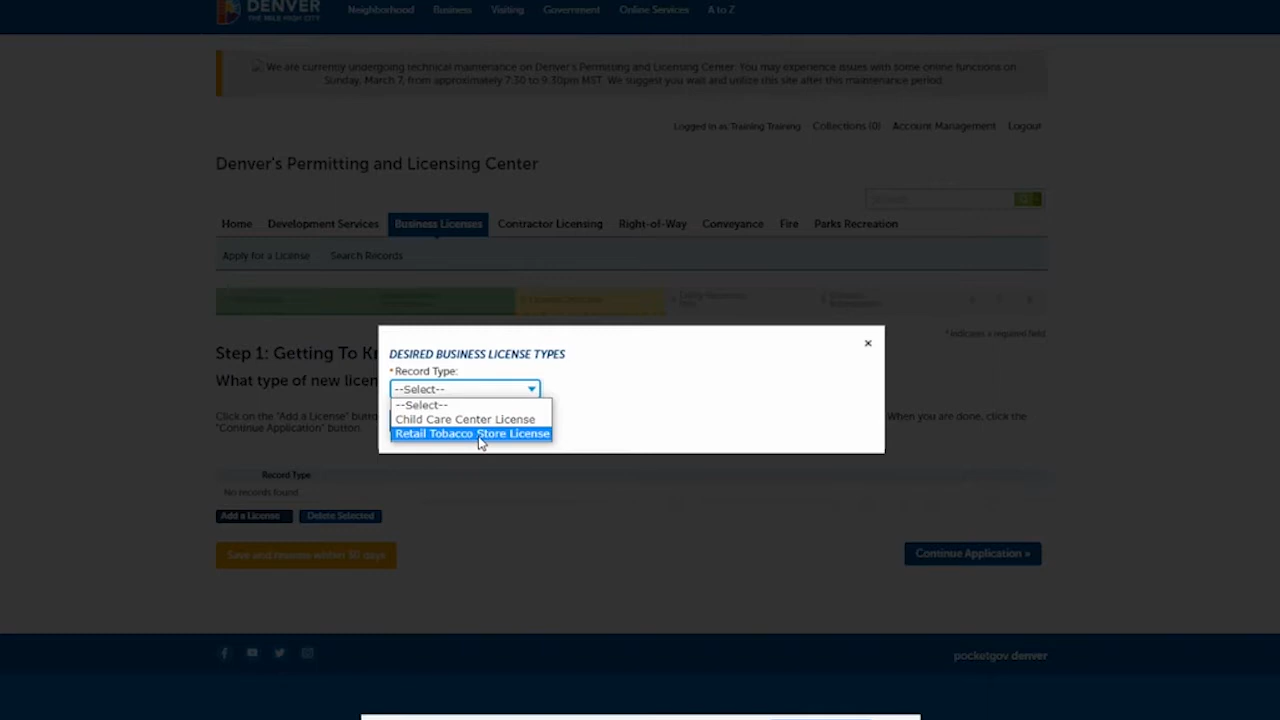 DENVER
THE MILE HIGH CITY
Neighborhood Business Visiting Government Online Services A to Z
We are currently undergoing technical maintenance on Denver's Permitting and Licensing Center. You may experience issues with some online functions on
Sunday, March 7, from approximately 7:30 to 9:30pm MST. We suggest you wait and utilize this site after this maintenance period.
Logged in as: Training Training Collections (0) Account Management Logout
Denver's Permitting and Licensing Center
Home Development Services Business Licenses Contractor Licensing Right-of-Way Conveyance Fire Parks Recreation
Apply for a License Search Records
* indicates a required field.
Step 1: Getting To
What type of new
Click on the "Add a License" When you are done, click the
"Continue Application" button.
DESIRED BUSINESS LICENSE TYPES
*Record Type:
--Select--
--Select--
Child Care Center License
Retail Tobacco Store License
Record Type
No records found.
Add a License Delete Selected
Save and resume within 30 days
Continue Application »
pocketgov denver